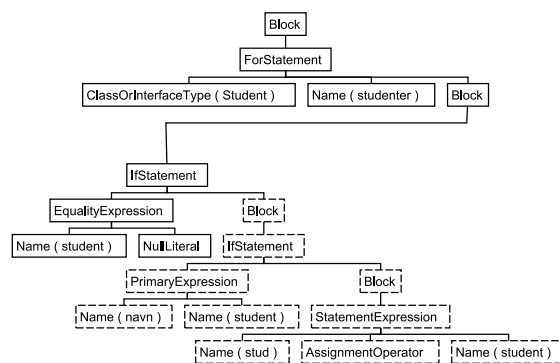 Block
ForStatement
ClassOrInterfaceType ( Student ) Name ( studenter ) Block
IfStatement
EqualityExpression Block
Name ( student ) NullLiteral IfStatement
PrimaryExpression Block
Name ( navn ) Name ( student ) StatementExpression
Name ( stud ) AssignmentOperator Name ( student )